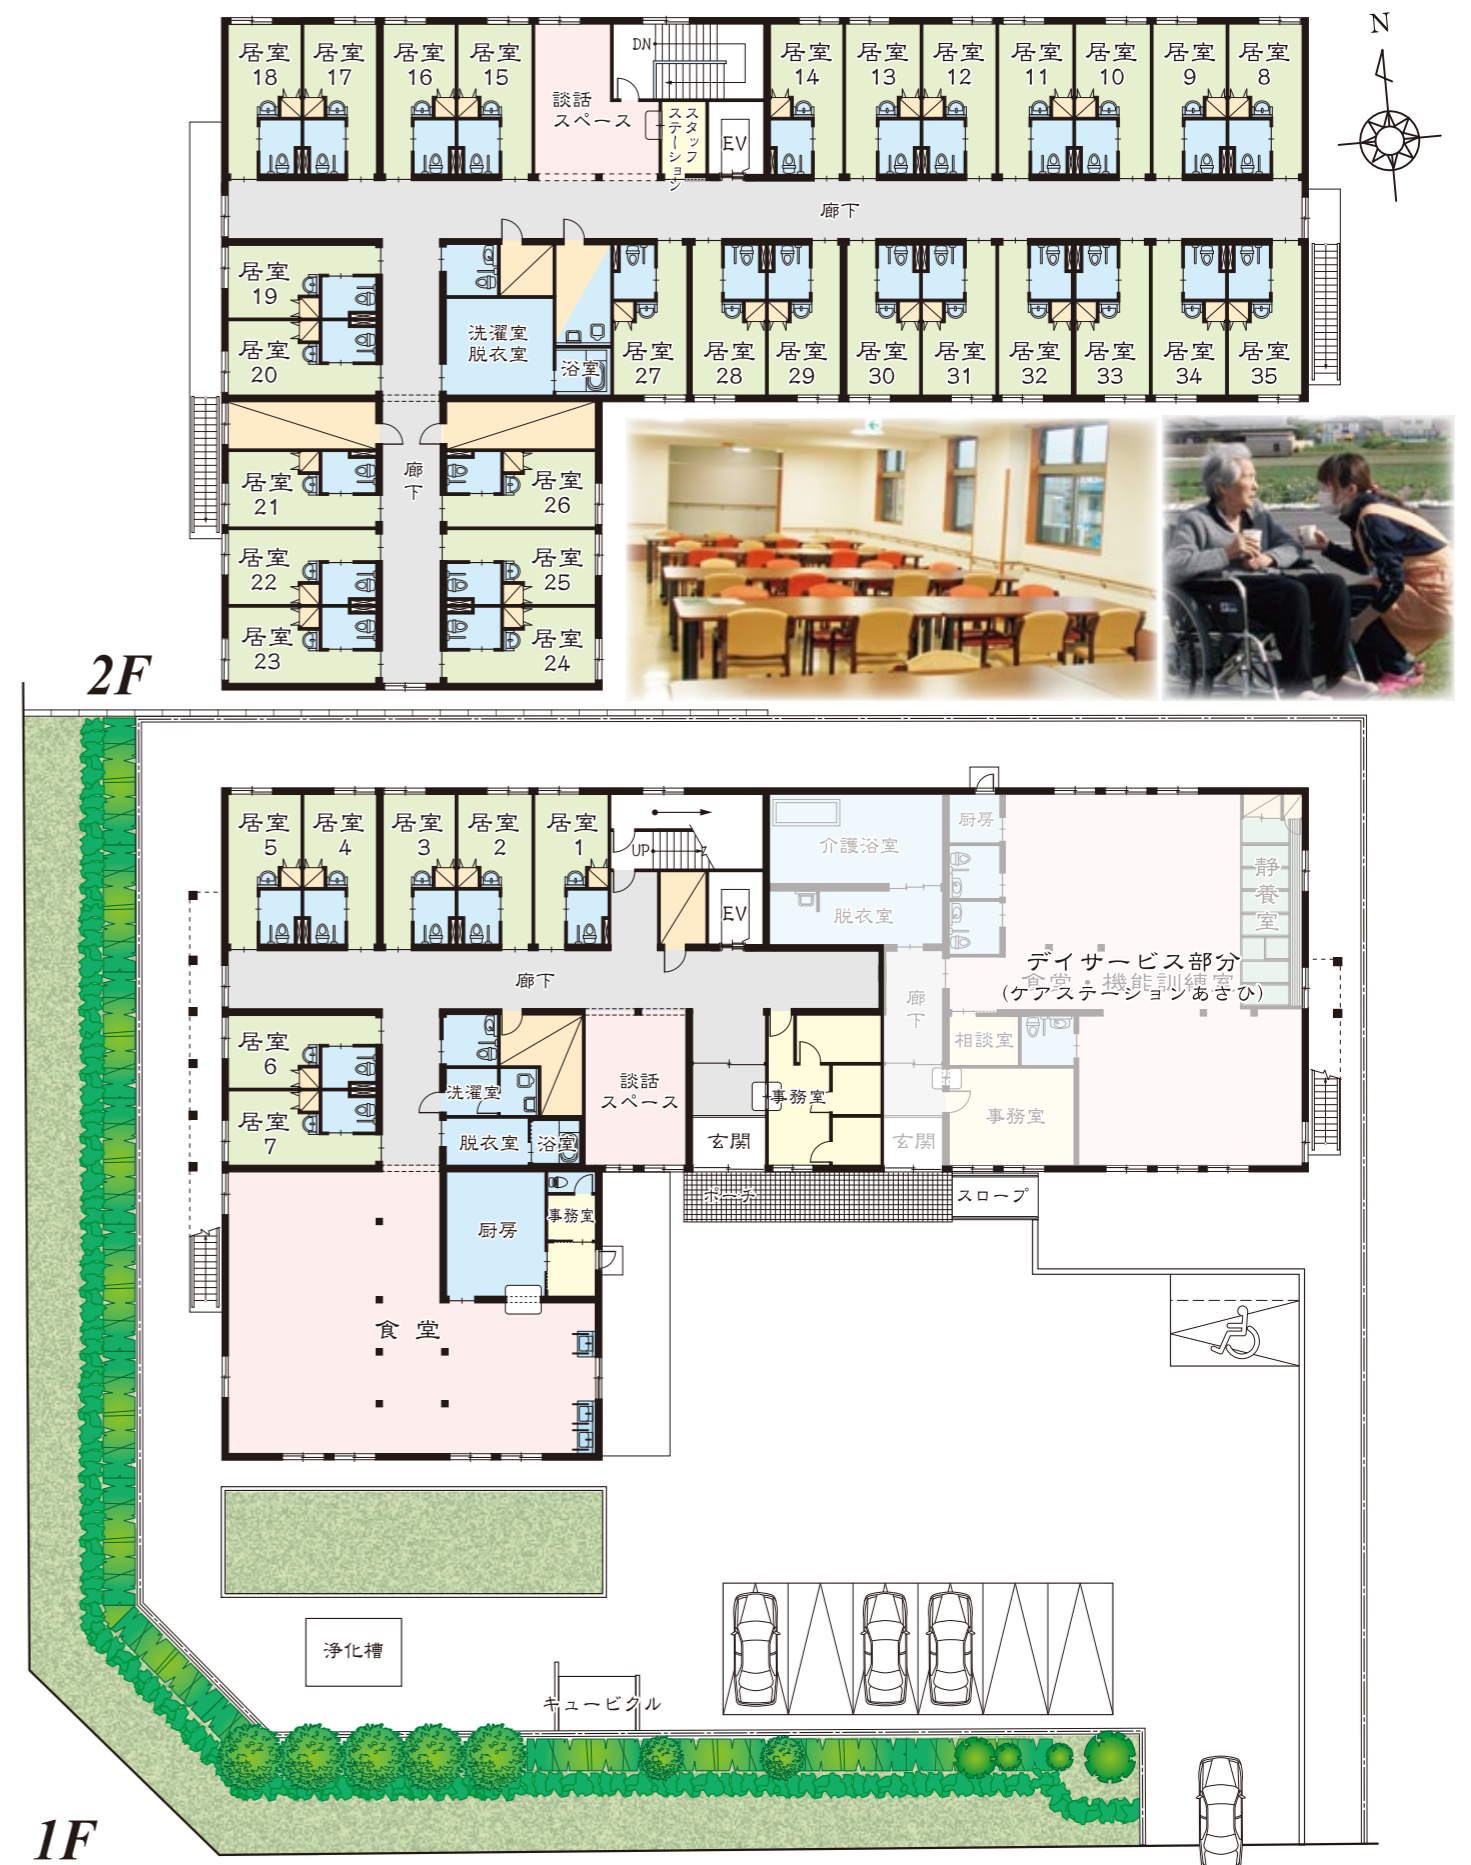 N
居室
18
居室
17
居室
16
居室
15
談話
スペース
DN
スタッフ
ステーション
EV
居室
14
居室
13
居室
12
居室
11
居室
10
居室
9
居室
8
廊下
居室
19
居室
20
洗濯室
脱衣室
浴室
居室
27
居室
28
居室
29
居室
30
居室
31
居室
32
居室
33
居室
34
居室
35
廊下
居室
21
居室
26
居室
22
居室
25
居室
23
居室
24
2F
居室
5
居室
4
居室
3
居室
2
居室
1
UP
EV
介護浴室
脱衣室
厨房
静養室
デイサービス部分
食堂・機能訓練室
(ケアステーションあさひ)
廊下
廊下
相談室
事務室
玄関
居室
6
居室
7
洗濯室
脱衣室
浴室
談話
スペース
事務室
玄関
ポーチ
スロープ
厨房
事務室
食堂
浄化槽
キュービクル
1F